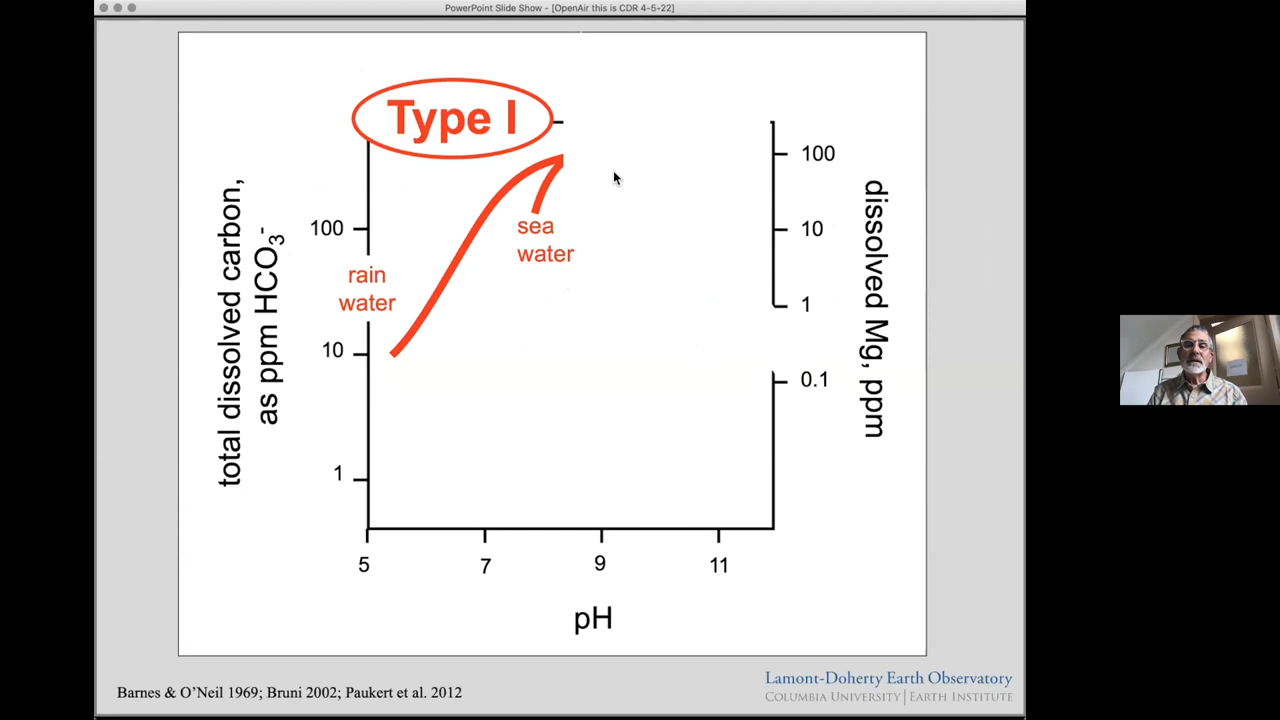 PowerPoint Slide Show - [OpenAir this is CDR 4-5-22]
Type I
total dissolved carbon,
as ppm HCO3-
100
10
1
rain
water
sea
water
100
10
1
0.1
dissolved Mg, ppm
5
7
9
11
pH
Barnes & O'Neil 1969; Bruni 2002; Paukert et al. 2012
Lamont-Doherty Earth Observatory
COLUMBIA UNIVERSITY | EARTH INSTITUTE